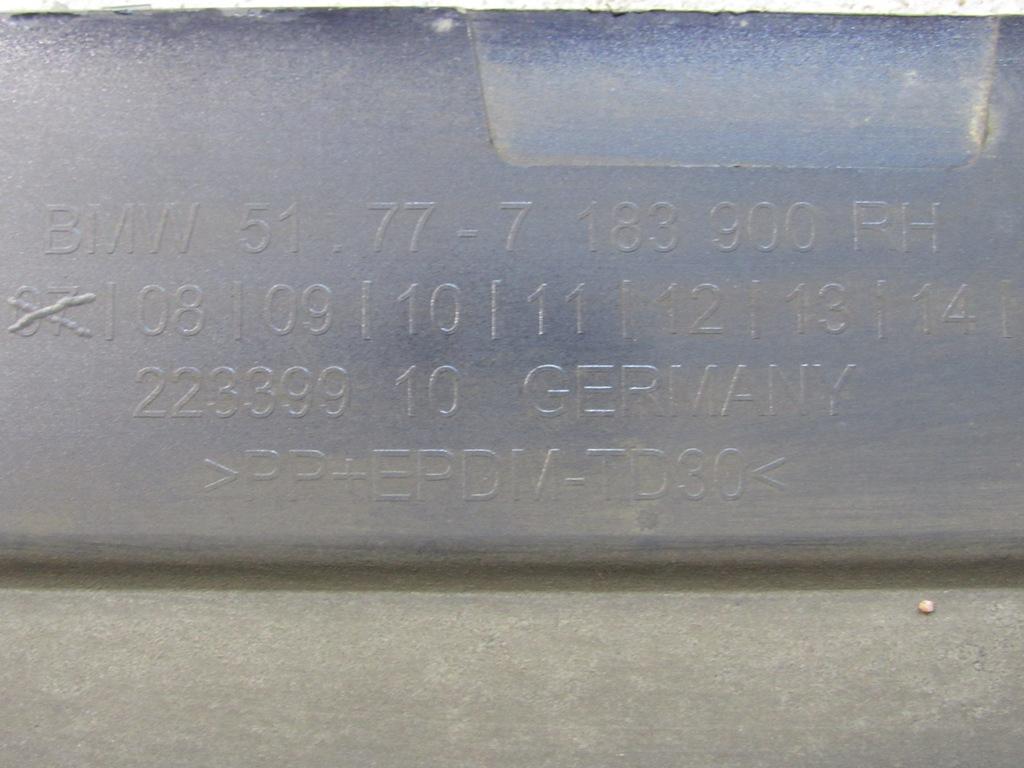 BMW 51.77-7 183 900 RH
07|08|09|10|11|12|13|14|
223399 10 GERMANY
>PP+EPDM-TD30<